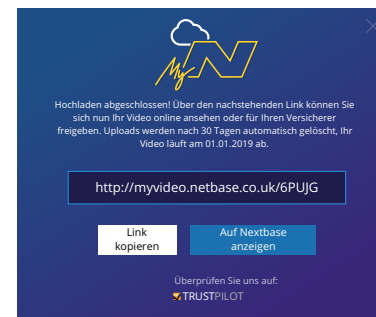 My N
Hochladen abgeschlossen! Über den nachstehenden Link können Sie
sich nun Ihr Video online ansehen oder für Ihren Versicherer
freigeben. Uploads werden nach 30 Tagen automatisch gelöscht, Ihr
Video läuft am 01.01.2019 ab.
http://myvideo.netbase.co.uk/6PUJG
Link
kopieren
Auf Nextbase
anzeigen
Überprüfen Sie uns auf:
TRUSTPILOT